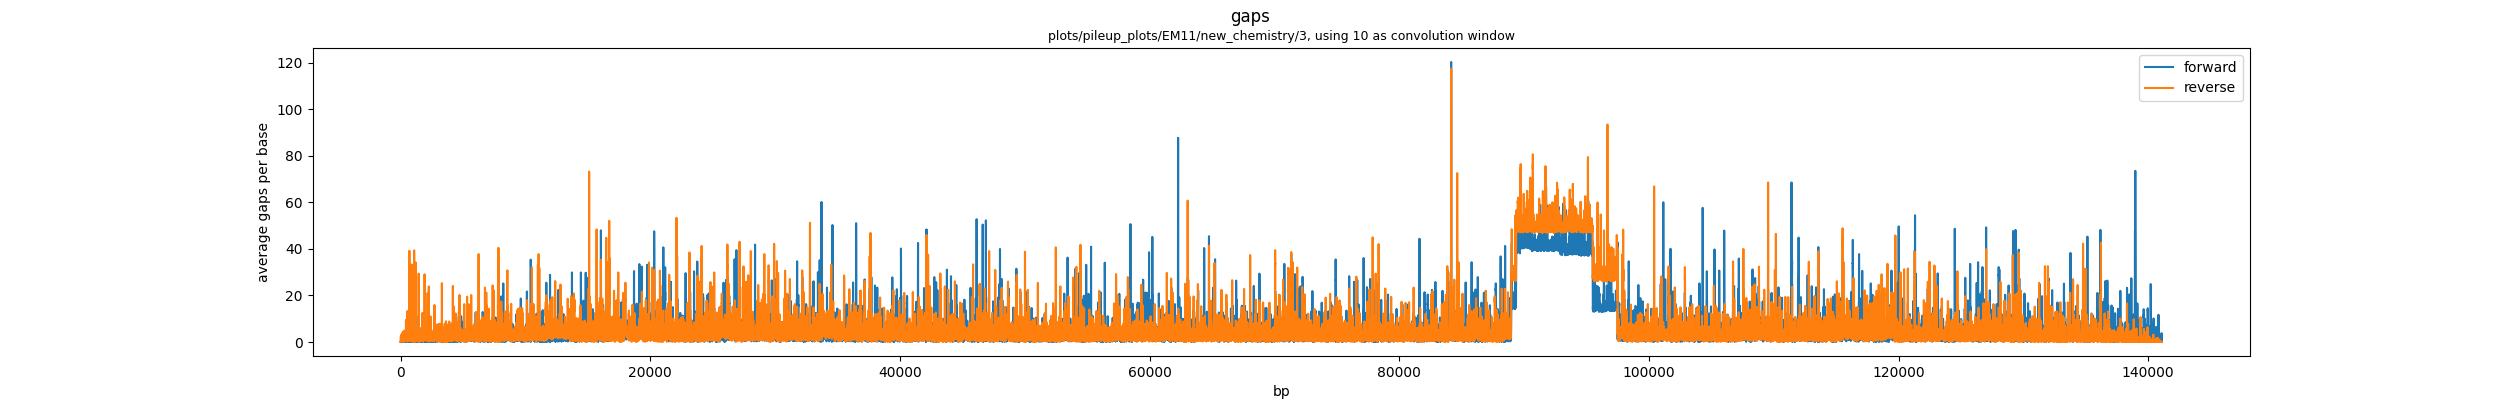 gaps
plots/pileup_plots/EM11/new_chemistry/3, using 10 as convolution window
forward
reverse
average gaps per base
120
100
80
60
40
20
0
0
20000
40000
60000
80000
100000
120000
140000
bp